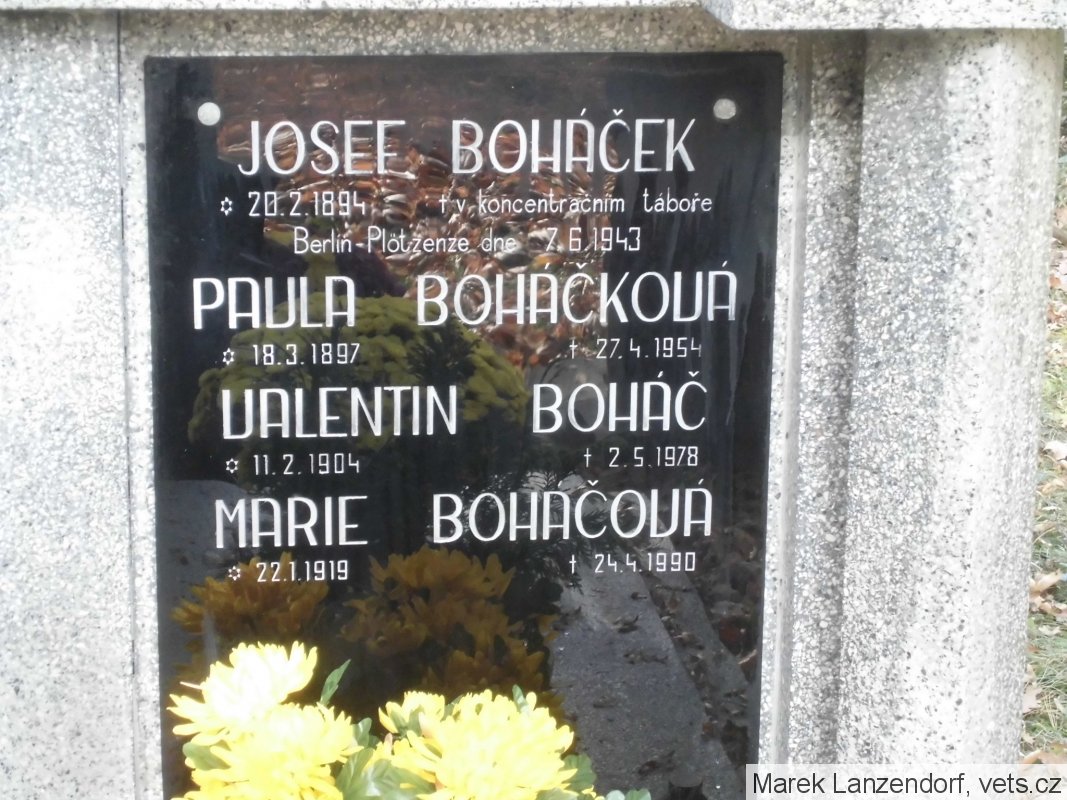 JOSEF BOHÁČEK
✡ 20.2.1894 † v koncentračním táboře
Berlín-Plötzenze dne 7.6.1943
PAULA BOHÁČKOVÁ
✡ 18.3.1897 † 27.4.1954
VALENTIN BOHÁČ
✡ 11.2.1904 † 2.5.1978
MARIE BOHAČOVÁ
✡ 22.1.1919 † 24.4.1990
Marek Lanzendorf, vets.cz